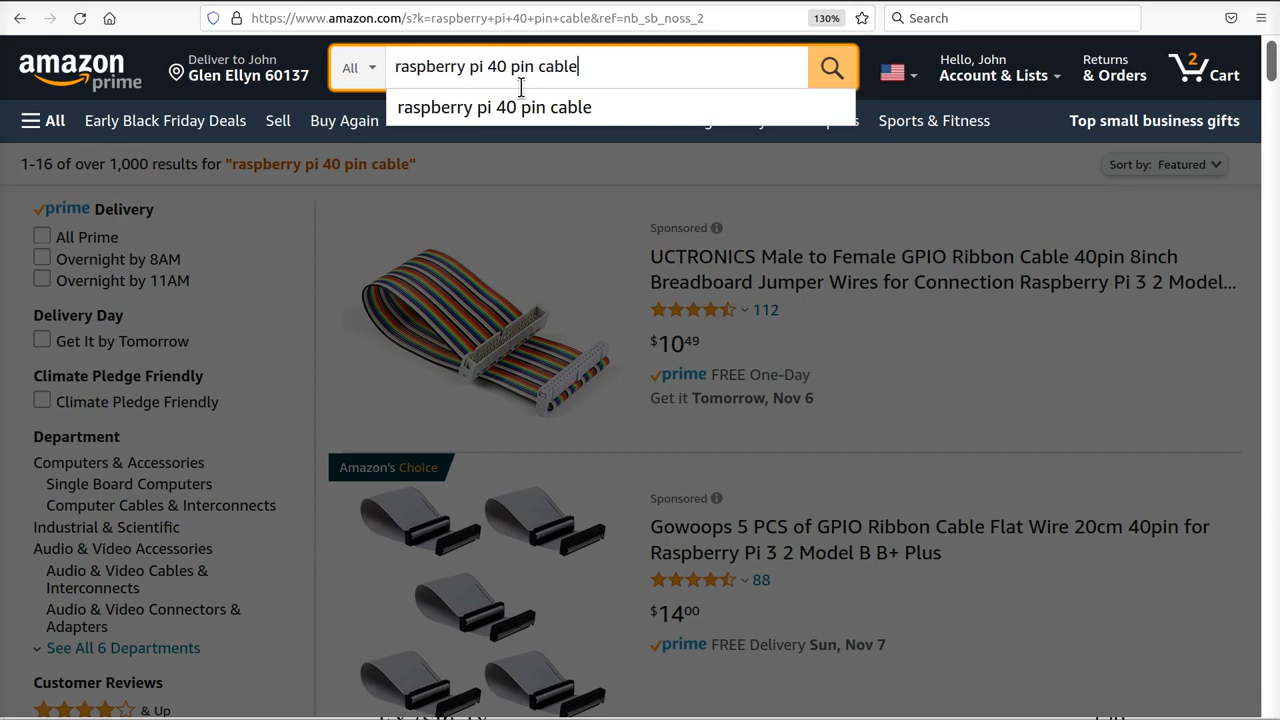 https://www.amazon.com/s?k=raspberry+pi+40+pin+cable&ref=nb_sb_noss_2
130%
Search
amazon
prime
Deliver to John
Glen Ellyn 60137
All
raspberry pi 40 pin cable
Hello, John
Account & Lists
Returns
& Orders
2
Cart
raspberry pi 40 pin cable
All
Early Black Friday Deals
Sell
Buy Again
Sports & Fitness
Top small business gifts
1-16 of over 1,000 results for "raspberry pi 40 pin cable"
Sort by: Featured
prime Delivery
All Prime
Overnight by 8AM
Overnight by 11AM
Delivery Day
Get It by Tomorrow
Climate Pledge Friendly
Climate Pledge Friendly
Department
Computers & Accessories
Single Board Computers
Computer Cables & Interconnects
Industrial & Scientific
Audio & Video Accessories
Audio & Video Cables &
Interconnects
Audio & Video Connectors &
Adapters
See All 6 Departments
Customer Reviews
& Up
Sponsored
UCTRONICS Male to Female GPIO Ribbon Cable 40pin 8inch
Breadboard Jumper Wires for Connection Raspberry Pi 3 2 Model...
112
$10 49
prime FREE One-Day
Get it Tomorrow, Nov 6
Amazon's Choice
Sponsored
Gowoops 5 PCS of GPIO Ribbon Cable Flat Wire 20cm 40pin for
Raspberry Pi 3 2 Model B B+ Plus
88
$14 00
prime FREE Delivery Sun, Nov 7